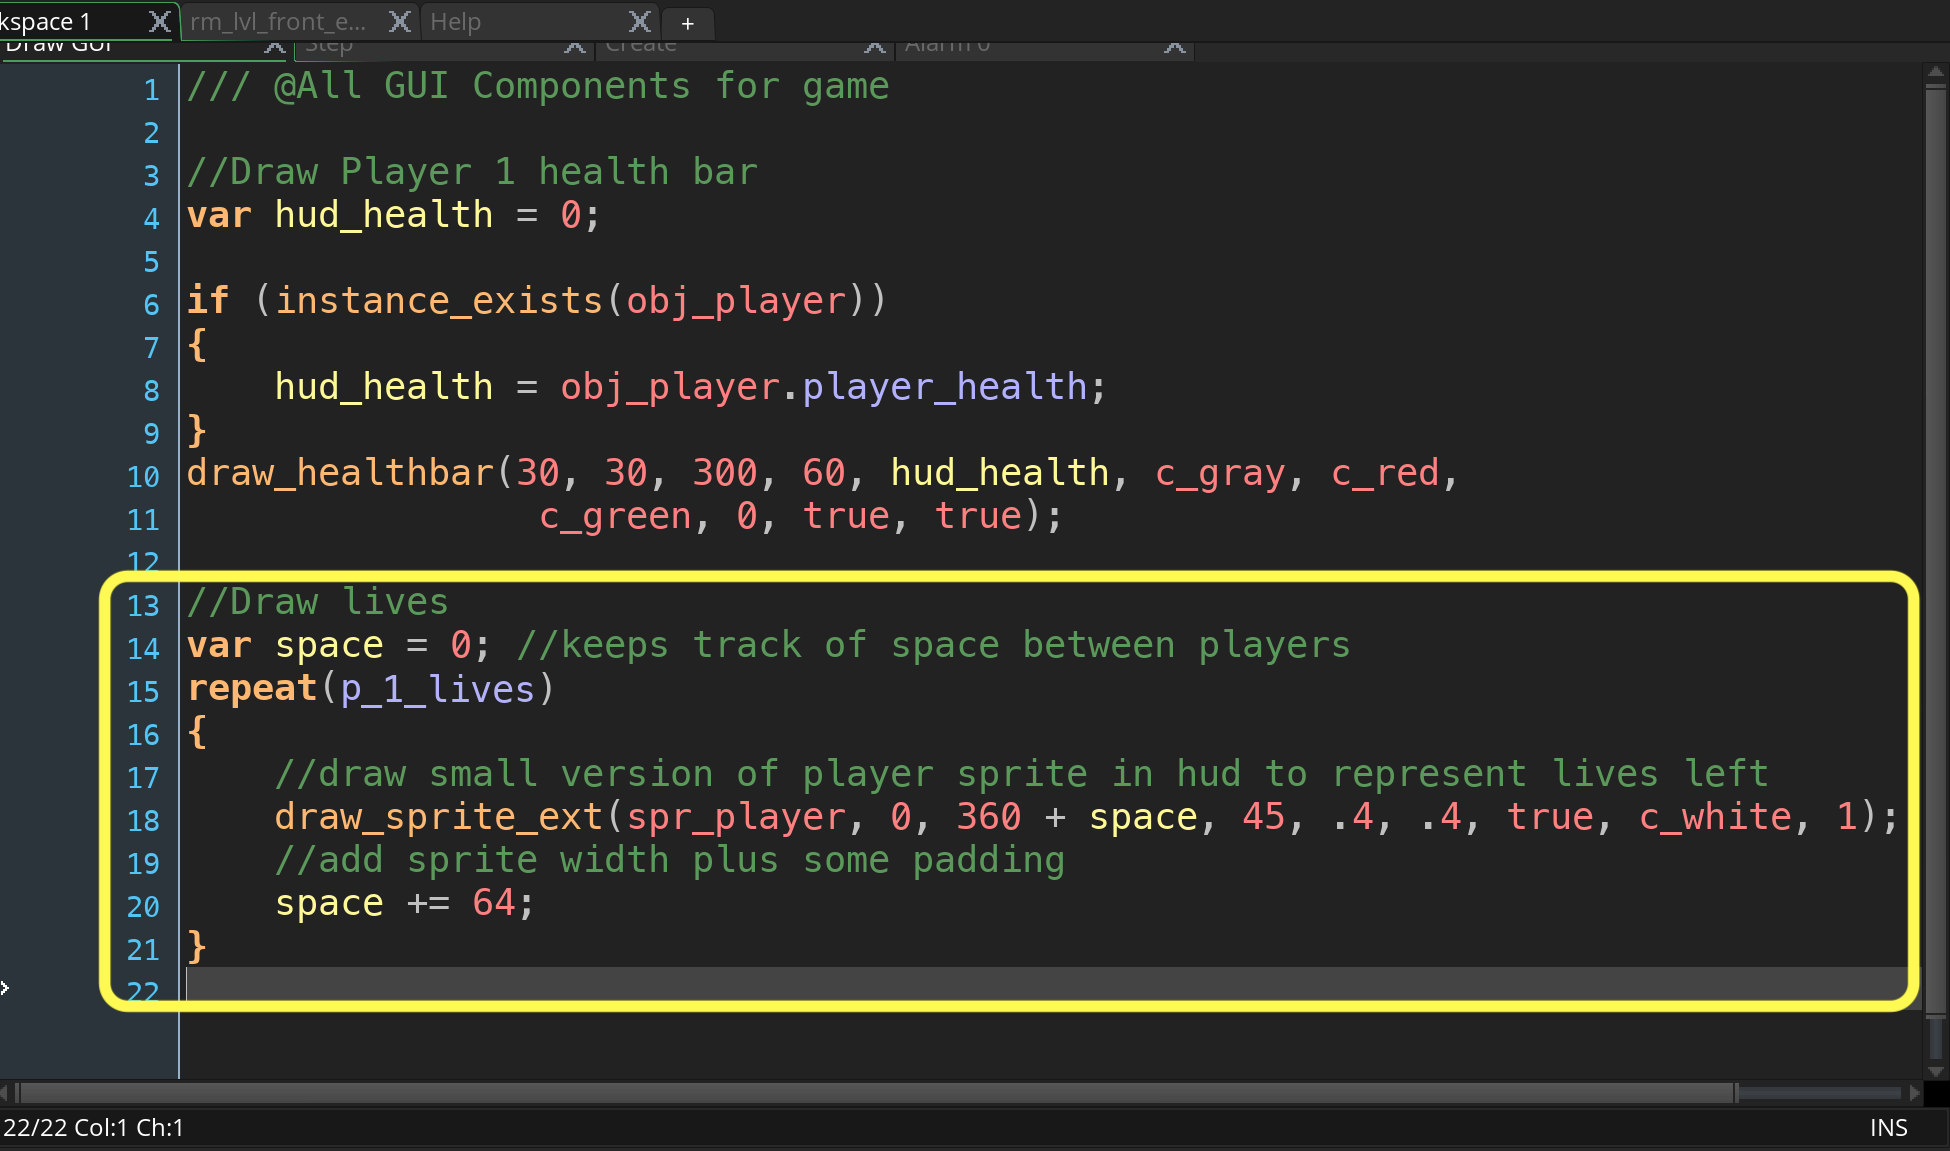 kspace 1 rm_lvl_front_e... Help +
Draw GUI Step Create Alarm 0
1 /// @All GUI Components for game
2
3 //Draw Player 1 health bar
4 var hud_health = 0;
5
6 if (instance_exists(obj_player))
7 {
8 hud_health = obj_player.player_health;
9 }
10 draw_healthbar(30, 30, 300, 60, hud_health, c_gray, c_red,
11 c_green, 0, true, true);
12
13 //Draw lives
14 var space = 0; //keeps track of space between players
15 repeat(p_1_lives)
16 {
17 //draw small version of player sprite in hud to represent lives left
18 draw_sprite_ext(spr_player, 0, 360 + space, 45, .4, .4, true, c_white, 1);
19 //add sprite width plus some padding
20 space += 64;
21 }
22
22/22 Col:1 Ch:1 INS